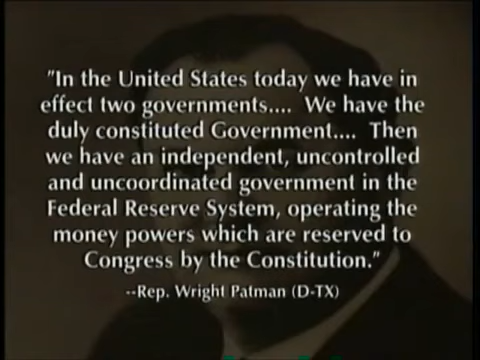 "In the United States today we have in
effect two governments.... We have the
duly constituted Government.... Then
we have an independent, uncontrolled
and uncoordinated government in the
Federal Reserve System, operating the
money powers which are reserved to
Congress by the Constitution."
--Rep. Wright Patman (D-TX)